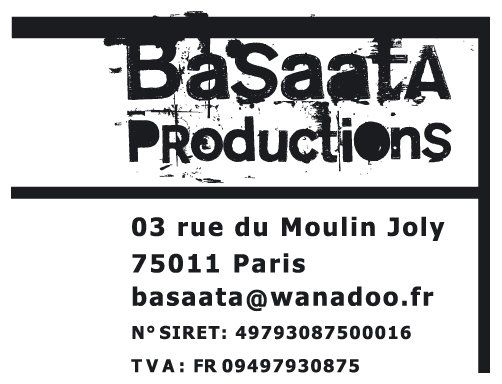 BaSaatA
PRoductionS
03 rue du Moulin Joly
75011 Paris
basaata@wanadoo.fr
N° SIRET: 49793087500016
TVA: FR 09497930875